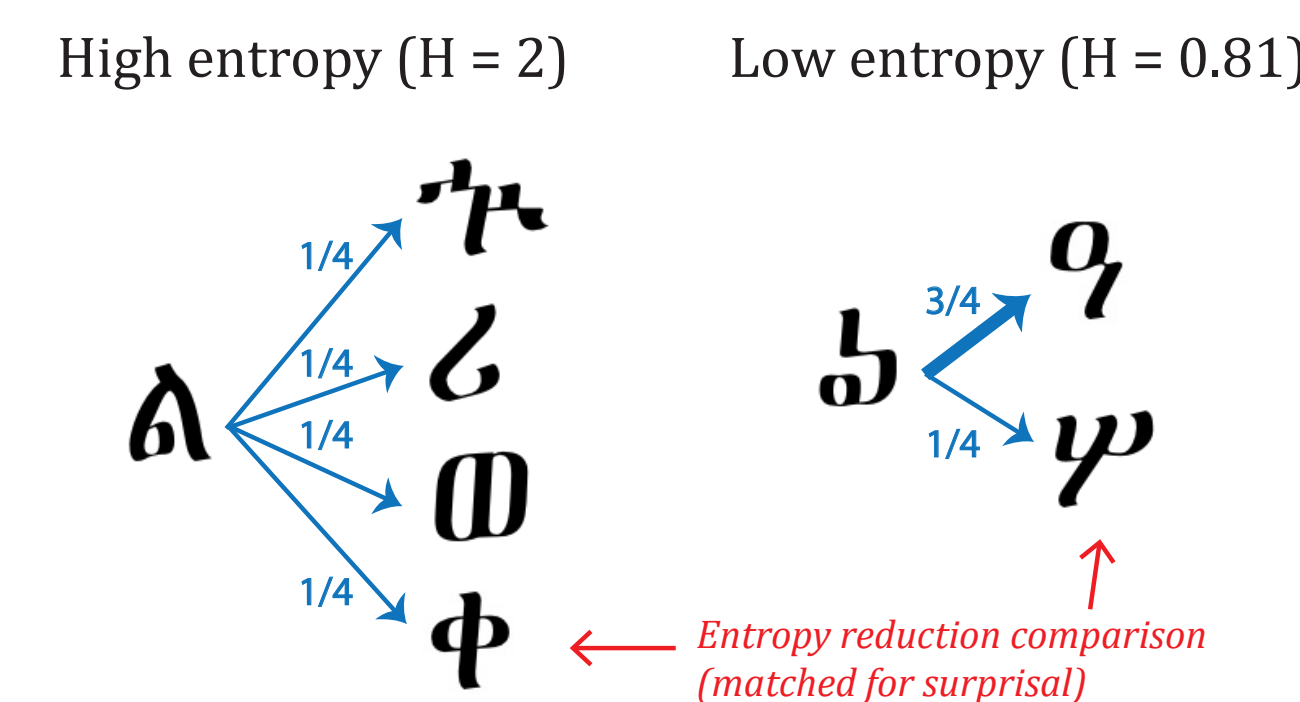 High entropy (H = 2)
Low entropy (H = 0.81)
ል
1/4
1/4
1/4
1/4
ሪ
ወ
ቀ
3/4
1/4
ዓ
ሥ
Entropy reduction comparison
(matched for surprisal)